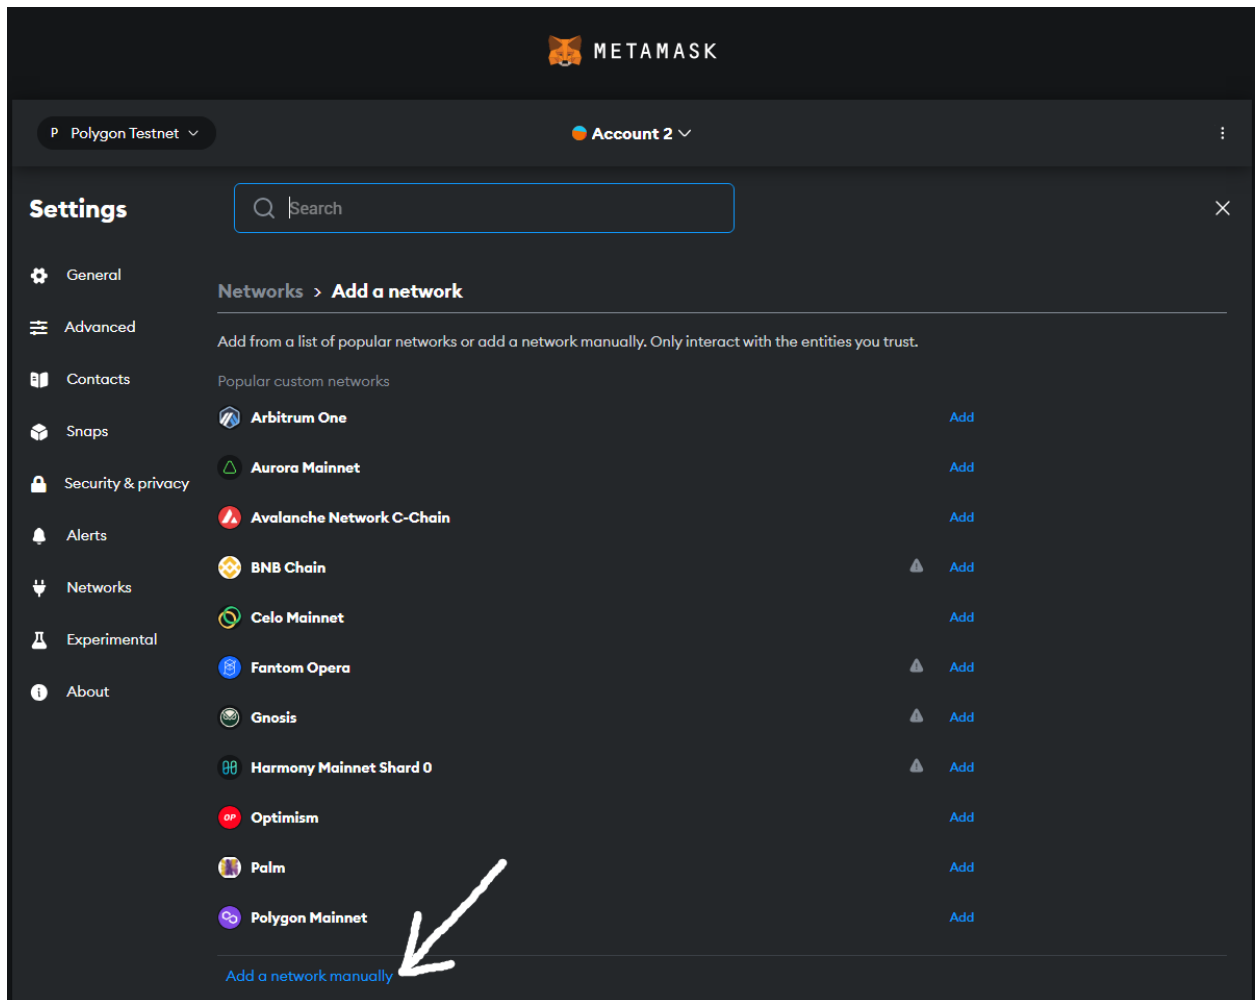 METAMASK
P Polygon Testnet
Account 2
Settings
Search
General
Advanced
Contacts
Snaps
Security & privacy
Alerts
Networks
Experimental
About
Networks > Add a network
Add from a list of popular networks or add a network manually. Only interact with the entities you trust.
Popular custom networks
Arbitrum One Add
Aurora Mainnet Add
Avalanche Network C-Chain Add
BNB Chain Add
Celo Mainnet Add
Fantom Opera Add
Gnosis Add
Harmony Mainnet Shard 0 Add
OP Optimism Add
Palm Add
Polygon Mainnet Add
Add a network manually